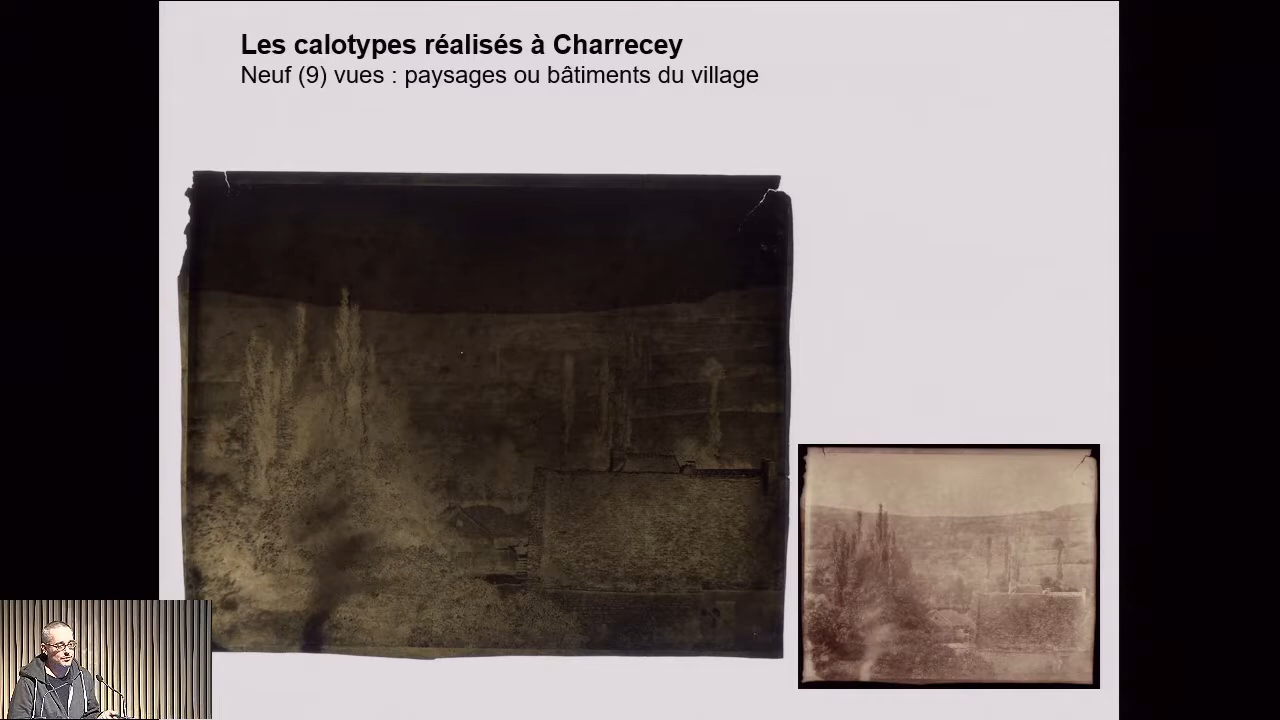 Les calotypes réalisés à Charrecey
Neuf (9) vues : paysages ou bâtiments du village